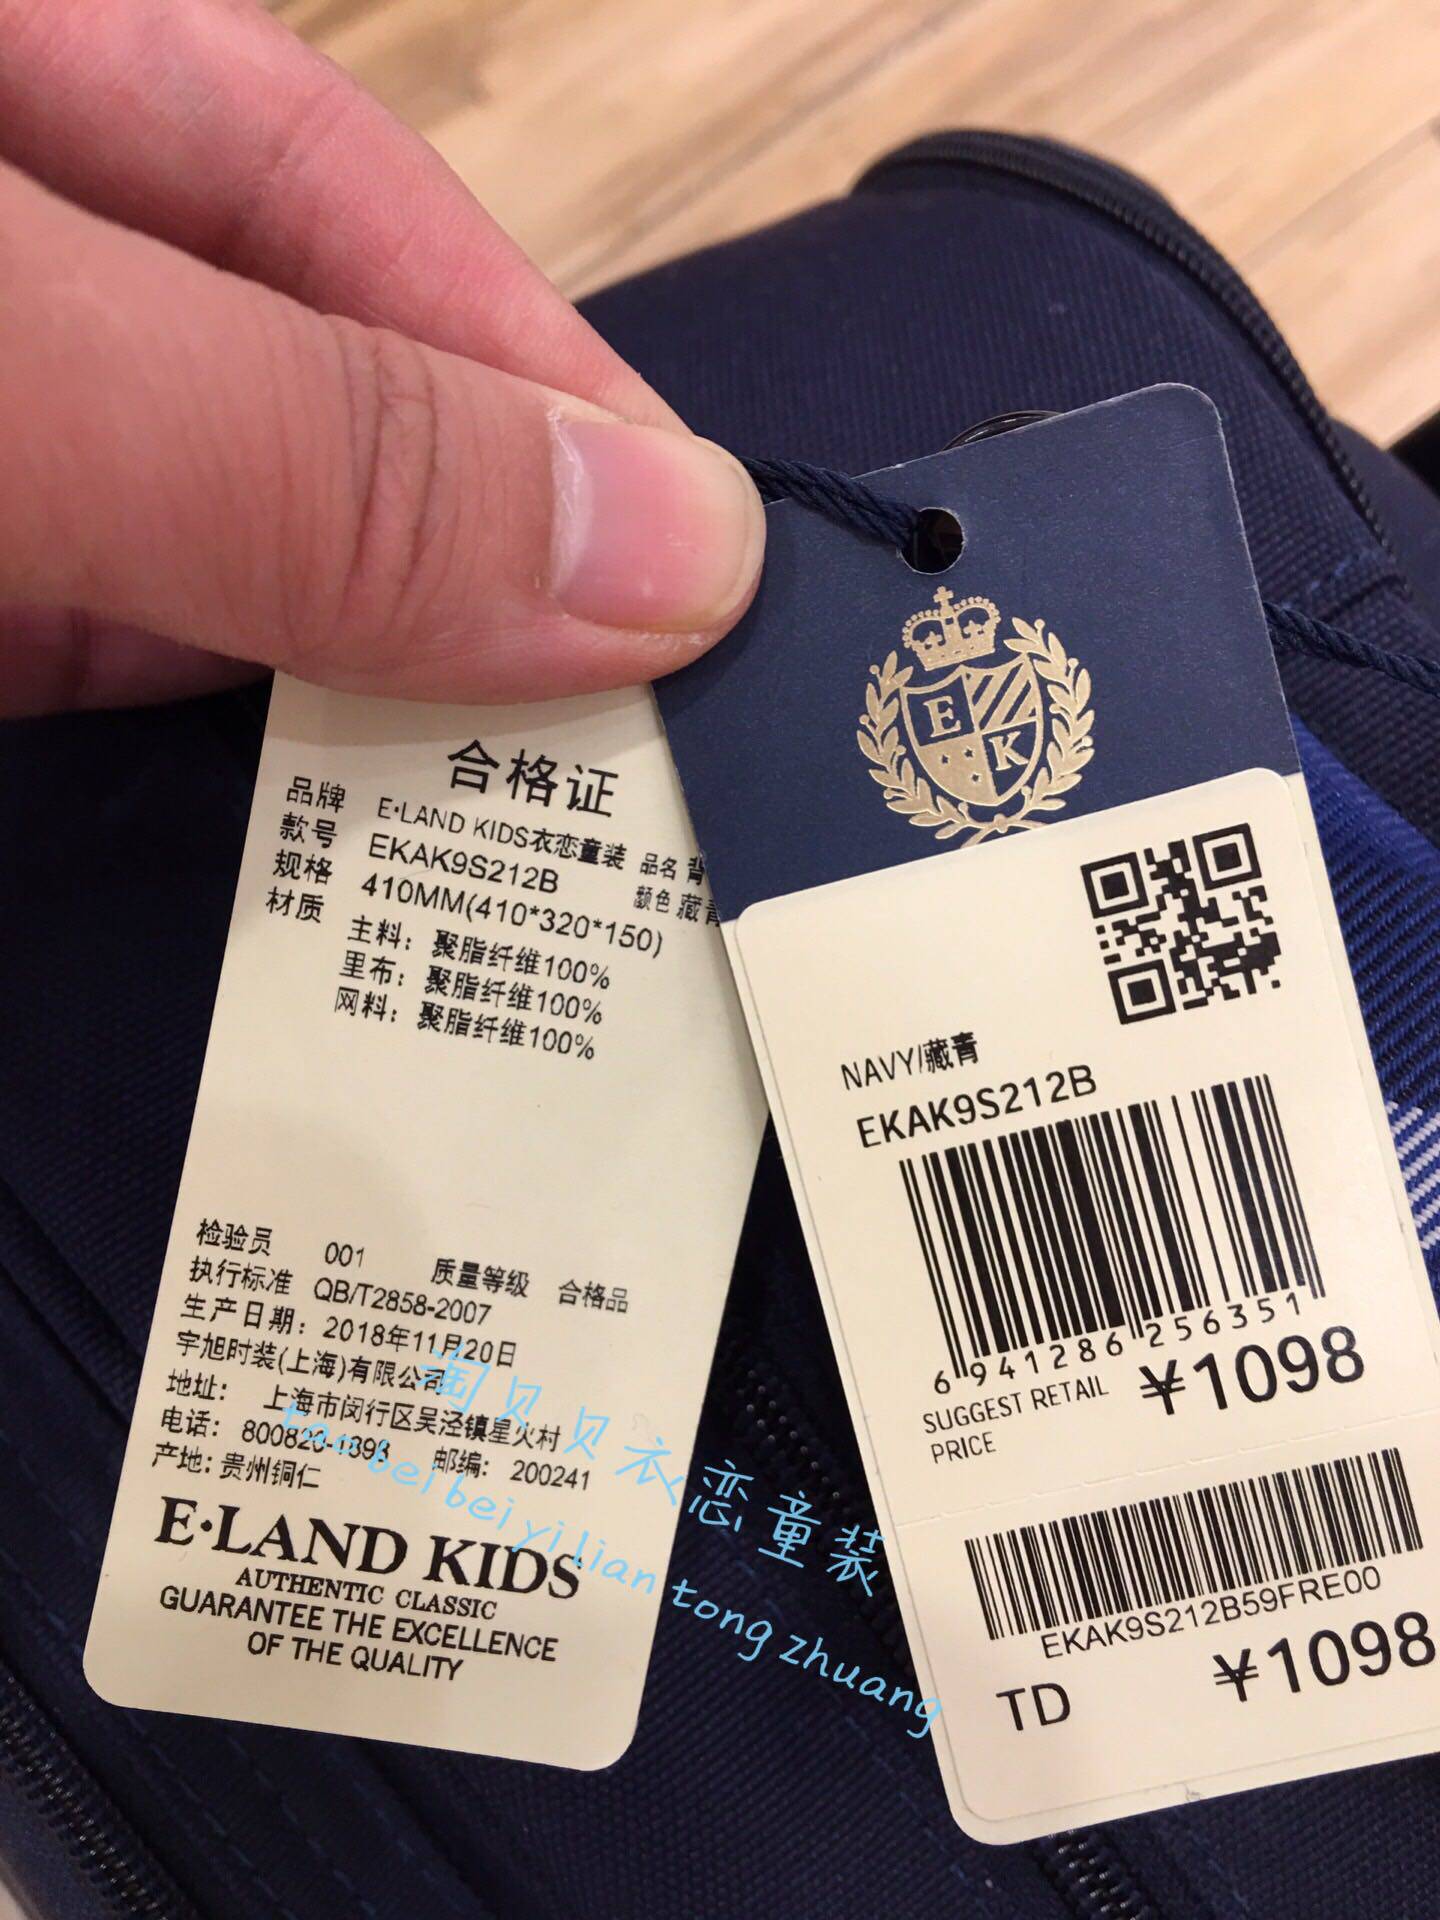 合格证
品牌 E·LAND KIDS衣恋童装 品名 背
款号 EKAK9S212B 颜色 藏青
规格 410MM(410*320*150)
材质
主料：聚脂纤维100%
里布：聚脂纤维100%
网料：聚脂纤维100%
检验员 001 质量等级 合格品
执行标准 QB/T2858-2007
生产日期：2018年11月20日
宇旭时装(上海)有限公司
地址：上海市闵行区吴泾镇星火村
电话：800820-1898 邮编：200241
产地：贵州铜仁
E·LAND KIDS
AUTHENTIC CLASSIC
GUARANTEE THE EXCELLENCE
OF THE QUALITY
E
K
NAVY/藏青
EKAK9S212B
6 941286 256351
SUGGEST RETAIL PRICE ¥1098
EKAK9S212B59FRE00
TD ¥1098
淘贝贝衣恋童装
taobeibeiyiliantongzhuang